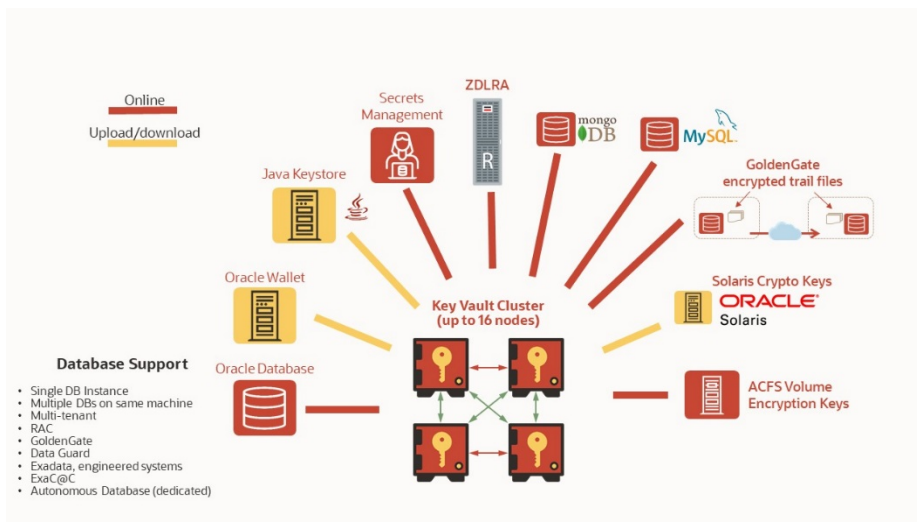 Online
Upload/download
Secrets
Management
ZDLRA
R
mongo
DB
MySQL™
Java Keystore
GoldenGate
encrypted trail files
Oracle Wallet
Key Vault Cluster
(up to 16 nodes)
Solaris Crypto Keys
ORACLE®
Solaris
Oracle Database
ACFS Volume
Encryption Keys
Database Support
• Single DB Instance
• Multiple DBs on same machine
• Multi-tenant
• RAC
• GoldenGate
• Data Guard
• Exadata, engineered systems
• ExaC@C
• Autonomous Database (dedicated)